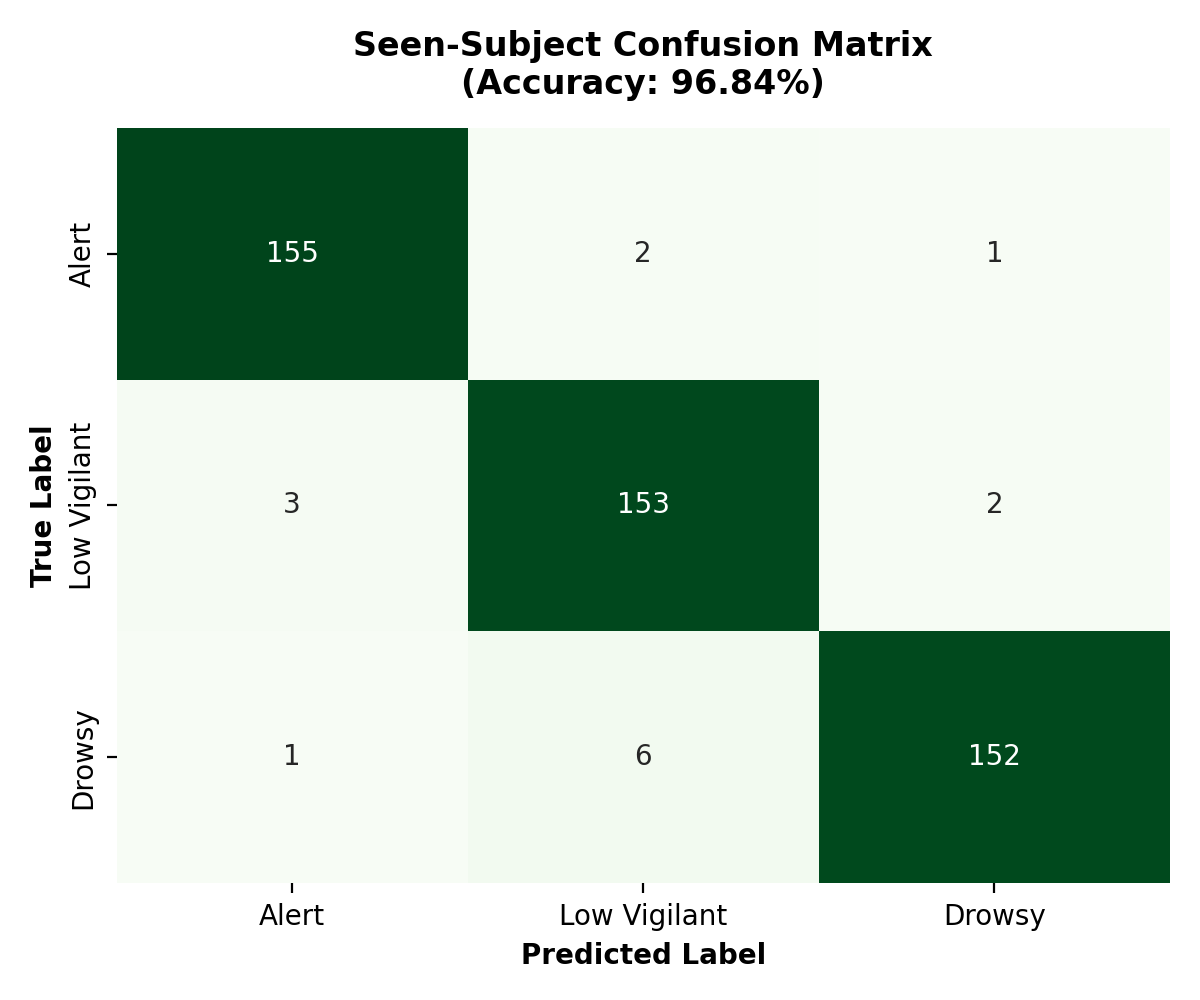 Seen-Subject Confusion Matrix
(Accuracy: 96.84%)
True Label
Alert
155 2 1
Low Vigilant
3 153 2
Drowsy
1 6 152
Alert Low Vigilant Drowsy
Predicted Label